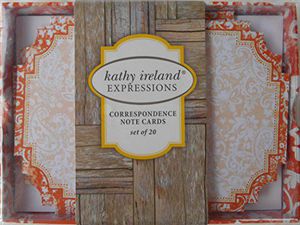 kathy ireland®
EXPRESSIONS
CORRESPONDENCE
NOTE CARDS
set of 20